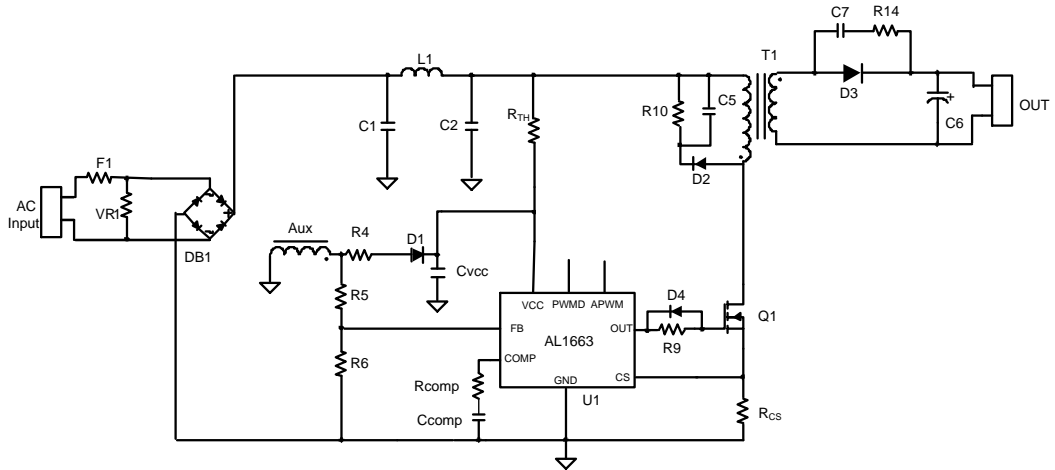 C7
R14
T1
L1
D3
OUT
C5
R10
C6
C1
C2
RTH
D2
F1
AC
Input
VR1
DB1
Aux
R4
D1
Cvcc
R5
D4
VCC
PWMD
APWM
Q1
FB
OUT
AL1663
R9
R6
COMP
Rcomp
GND
CS
U1
Ccomp
RCS